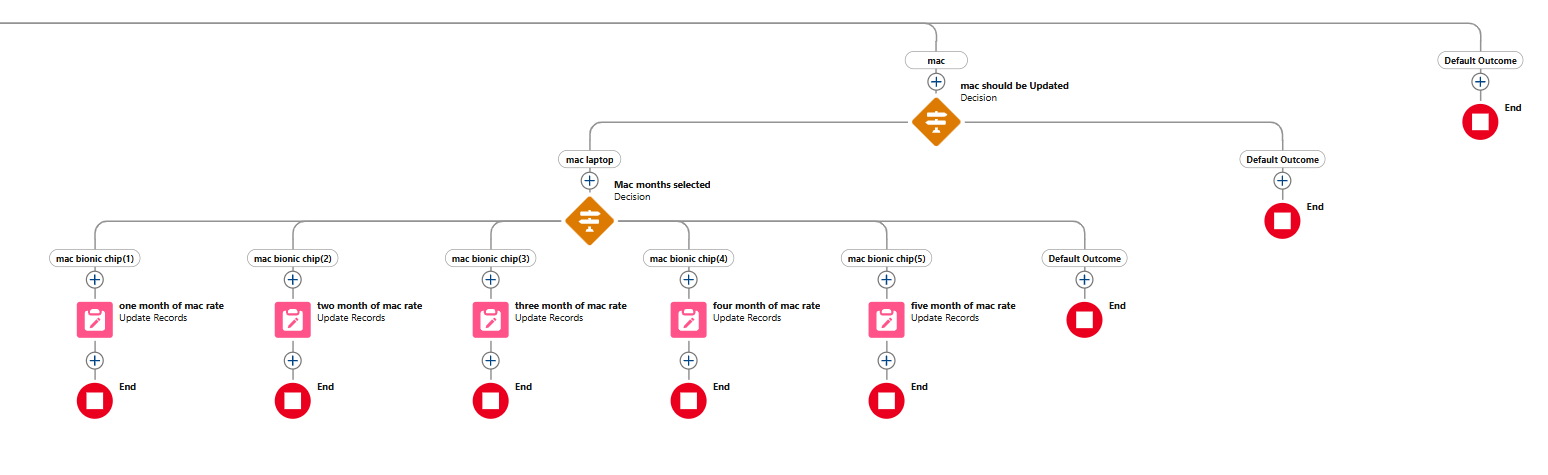 mac
Default Outcome
mac should be Updated
Decision
End
mac laptop
Default Outcome
Mac months selected
Decision
End
mac bionic chip(1)
mac bionic chip(2)
mac bionic chip(3)
mac bionic chip(4)
mac bionic chip(5)
Default Outcome
one month of mac rate
Update Records
two month of mac rate
Update Records
three month of mac rate
Update Records
four month of mac rate
Update Records
five month of mac rate
Update Records
End
End
End
End
End
End